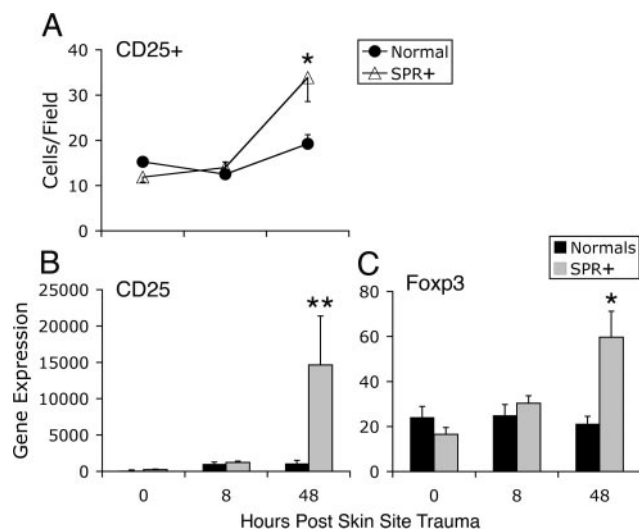 A
CD25+
Normal
SPR+
*
40
30
20
10
0
Cells/Field
Normals
SPR+
B
CD25
**
25000
20000
15000
10000
5000
0
Gene Expression
0 8 48
C
Foxp3
*
80
60
40
20
0
0 8 48
Hours Post Skin Site Trauma